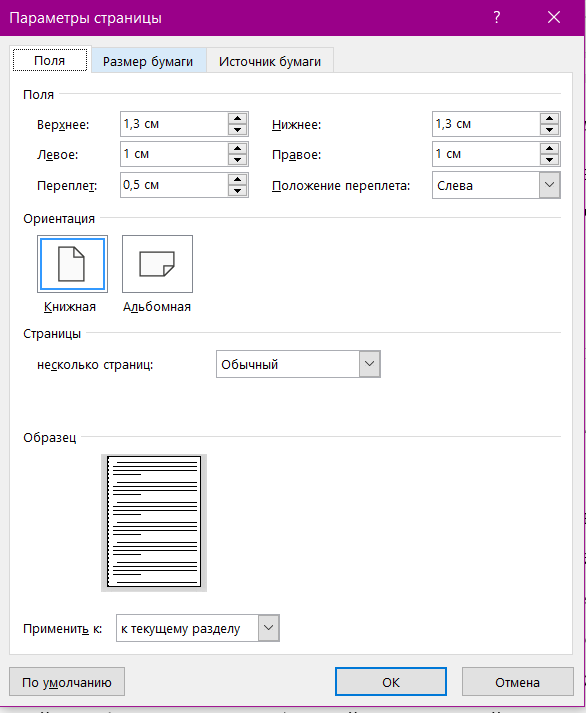 Параметры страницы ?
Поля Размер бумаги Источник бумаги
Поля
Верхнее: 1,3 см Нижнее: 1,3 см
Левое: 1 см Правое: 1 см
Переплет: 0,5 см Положение переплета: Слева
Ориентация
Книжная Альбомная
Страницы
несколько страниц: Обычный
Образец
Применить к: к текущему разделу
По умолчанию ОК Отмена